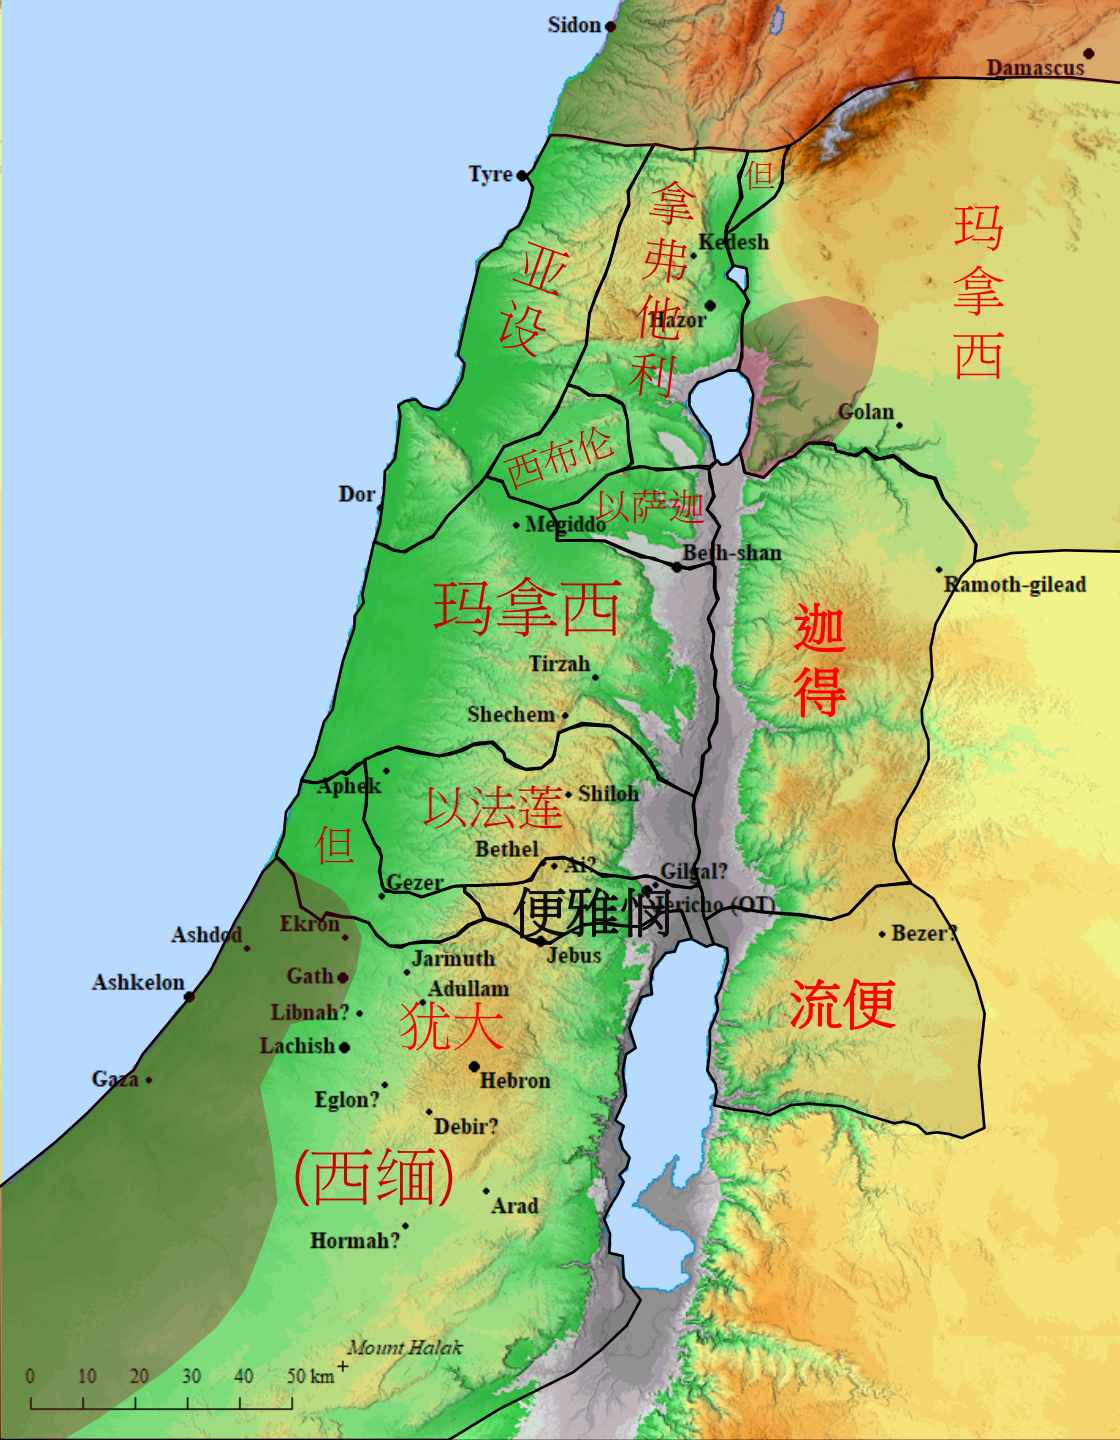 Sidon
Damascus
Tyre
但
拿弗他利
玛拿西
Kedesh
亚设
Hazor
Golan
西布伦
Dor
以萨迦
Megiddo
Beth-shan
Ramoth-gilead
玛拿西
迦得
Tirzah
Shechem
Aphek
以法莲
Shiloh
但
Bethel
Ai?
Gilgal?
Gezer
便雅悯
Jericho (OT)
Ekron
Ashdod
Bezer?
Jebus
Jarmuth
Gath
Ashkelon
Adullam
流便
Libnah?
犹大
Lachish
Hebron
Gaza
Eglon?
Debir?
(西缅)
Arad
Hormah?
Mount Halak
0 10 20 30 40 50 km